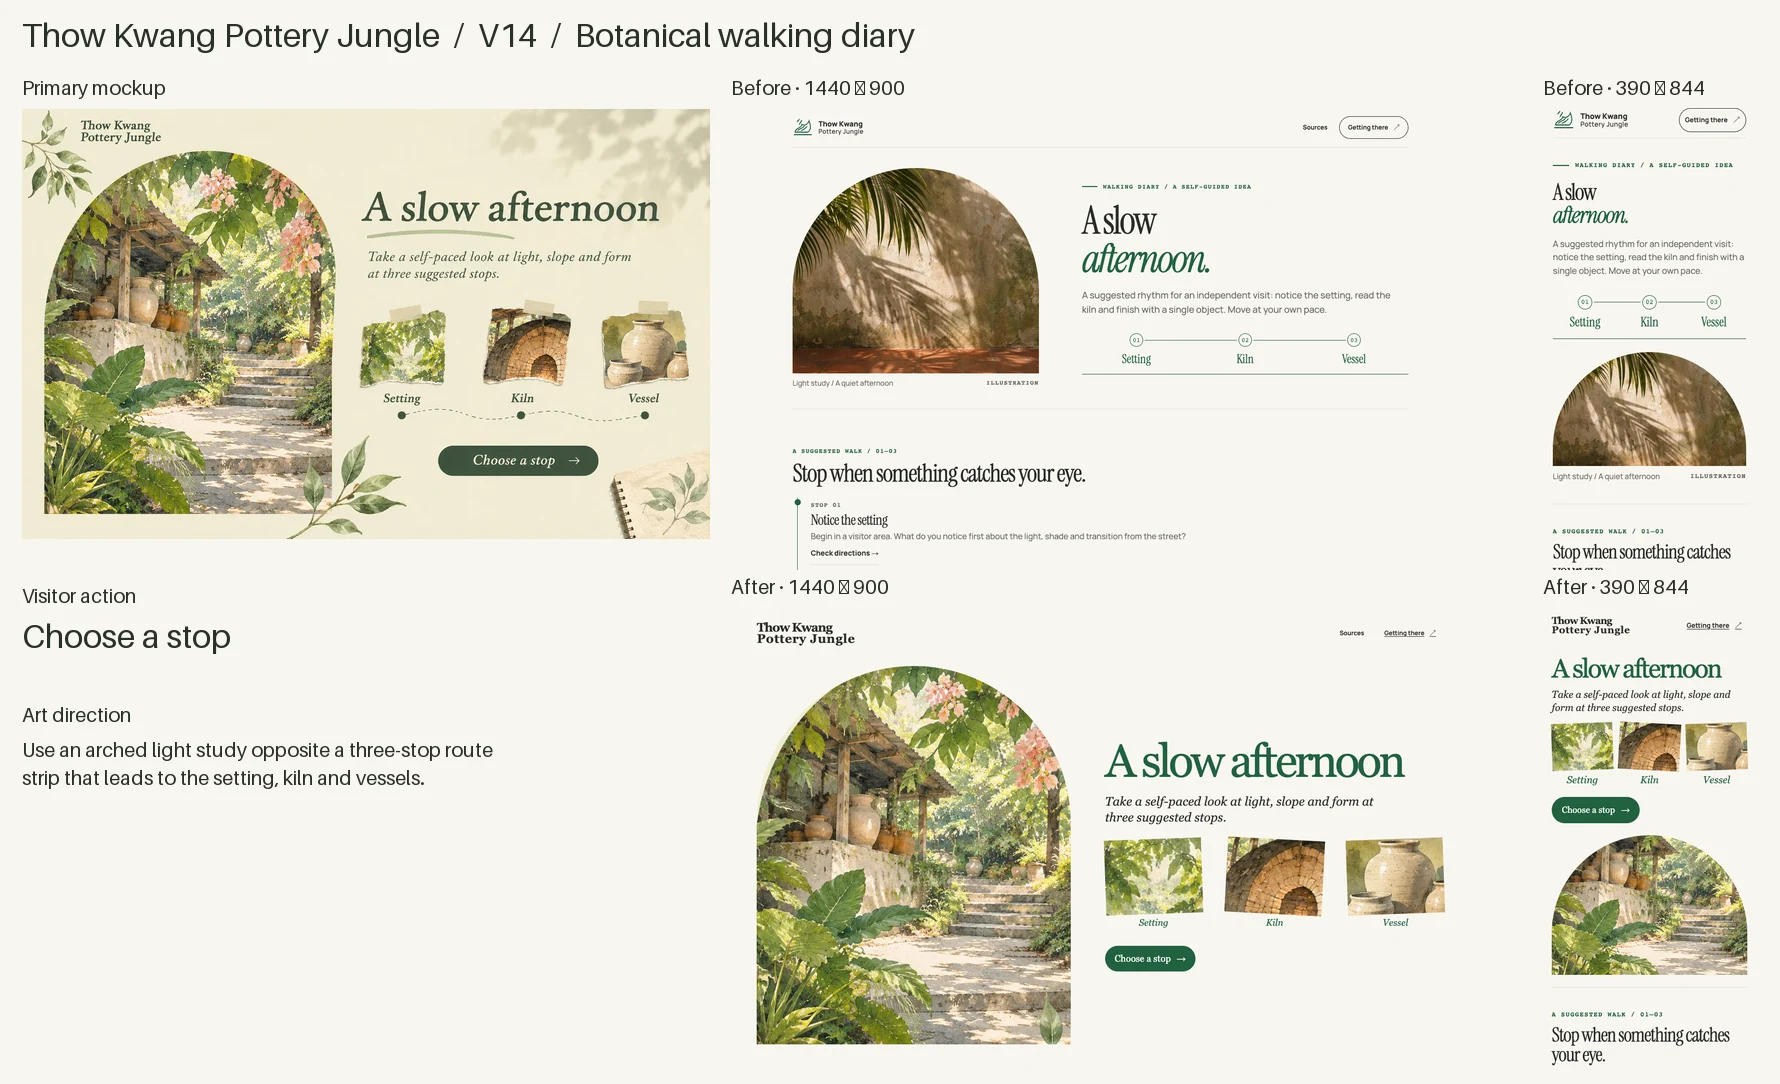 Thow Kwang Pottery Jungle / V14 / Botanical walking diary
Primary mockup
Thow Kwang
Pottery Jungle
A slow afternoon
Take a self-paced look at light, slope and form
at three suggested stops.
Setting
Kiln
Vessel
Choose a stop →
Visitor action
Choose a stop
Art direction
Use an arched light study opposite a three-stop route
strip that leads to the setting, kiln and vessels.
Before · 1440 900
Thow Kwang
Pottery Jungle
Sources
Getting there ↗
WALKING DIARY / A SELF-GUIDED IDEA
A slow
afternoon.
A suggested rhythm for an independent visit: notice the setting, read the
kiln and finish with a single object. Move at your own pace.
01
02
03
Setting
Kiln
Vessel
Light study / A quiet afternoon
ILLUSTRATION
A SUGGESTED WALK / 01—03
Stop when something catches your eye.
STOP 01
Notice the setting
Begin in a visitor area. What do you notice first about the light, shade and transition from the street?
Check directions →
Before · 390 844
Thow Kwang
Pottery Jungle
Getting there ↗
WALKING DIARY / A SELF-GUIDED IDEA
A slow
afternoon.
A suggested rhythm for an independent visit:
notice the setting, read the kiln and finish with a
single object. Move at your own pace.
01
02
03
Setting
Kiln
Vessel
Light study / A quiet afternoon
ILLUSTRATION
A SUGGESTED WALK / 01—03
Stop when something catches
your eye.
After · 1440 900
Thow Kwang
Pottery Jungle
Sources
Getting there ↗
A slow afternoon
Take a self-paced look at light, slope and form at
three suggested stops.
Setting
Kiln
Vessel
Choose a stop →
After · 390 844
Thow Kwang
Pottery Jungle
Getting there ↗
A slow afternoon
Take a self-paced look at light, slope and
form at three suggested stops.
Setting
Kiln
Vessel
Choose a stop →
A SUGGESTED WALK / 01—03
Stop when something catches
your eye.